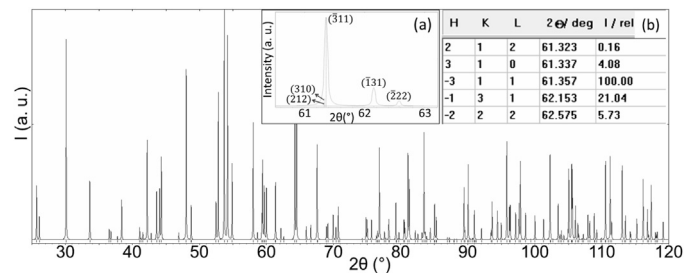 (a)
Intensity (a. u.)
(3̅11)
(310)
(212)
(1̅31)
(2̅22)
61 62 63
2θ(°)
(b)
H K L 2Θ/ deg I / rel
2 1 2 61.323 0.16
3 1 0 61.337 4.08
-3 1 1 61.357 100.00
-1 3 1 62.153 21.04
-2 2 2 62.575 5.73
I (a. u.)
30 40 50 60 70 80 90 100 110 120
2θ (°)